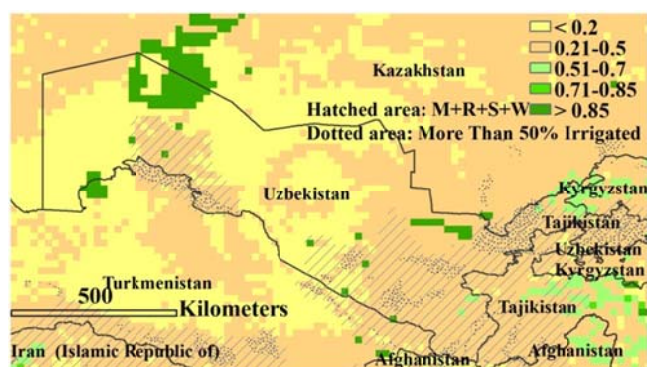 < 0.2
0.21-0.5
0.51-0.7
0.71-0.85
> 0.85
Kazakhstan
Hatched area: M+R+S+W
Dotted area: More Than 50% Irrigated
Uzbekistan
Kyrgyzstan
Tajikistan
Uzbekistan
Kyrgyzstan
Turkmenistan
500
Kilometers
Tajikistan
Iran (Islamic Republic of)
Afghanistan
Afghanistan